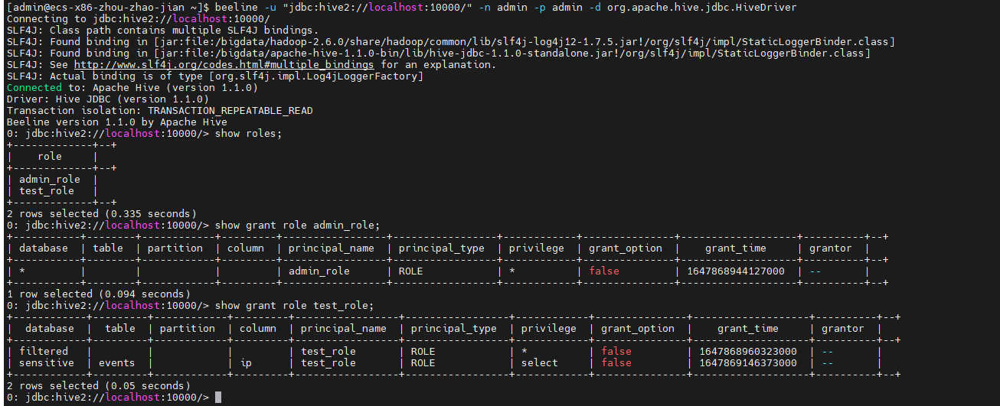 [admin@ecs-x86-zhou-zhao-jian ~]$ beeline -u "jdbc:hive2://localhost:10000/" -n admin -p admin -d org.apache.hive.jdbc.HiveDriver
Connecting to jdbc:hive2://localhost:10000/
SLF4J: Class path contains multiple SLF4J bindings.
SLF4J: Found binding in [jar:file:/bigdata/hadoop-2.6.0/share/hadoop/common/lib/slf4j-log4j12-1.7.5.jar!/org/slf4j/impl/StaticLoggerBinder.class]
SLF4J: Found binding in [jar:file:/bigdata/apache-hive-1.1.0-bin/lib/hive-jdbc-1.1.0-standalone.jar!/org/slf4j/impl/StaticLoggerBinder.class]
SLF4J: See http://www.slf4j.org/codes.html#multiple_bindings for an explanation.
SLF4J: Actual binding is of type [org.slf4j.impl.Log4jLoggerFactory]
Connected to: Apache Hive (version 1.1.0)
Driver: Hive JDBC (version 1.1.0)
Transaction isolation: TRANSACTION_REPEATABLE_READ
Beeline version 1.1.0 by Apache Hive
0: jdbc:hive2://localhost:10000/> show roles;
+-------------+--+
|    role     |
+-------------+--+
| admin_role  |
| test_role   |
+-------------+--+
2 rows selected (0.335 seconds)
0: jdbc:hive2://localhost:10000/> show grant role admin_role;
+-----------+--------+------------+---------+-----------------+-----------------+------------+---------------+-------------------+----------+--+
| database  | table  | partition  | column  | principal_name  | principal_type  | privilege  | grant_option  |    grant_time     | grantor  |
+-----------+--------+------------+---------+-----------------+-----------------+------------+---------------+-------------------+----------+--+
| *         |        |            |         | admin_role      | ROLE            | *          | false         | 1647868944127000  | --       |
+-----------+--------+------------+---------+-----------------+-----------------+------------+---------------+-------------------+----------+--+
1 row selected (0.094 seconds)
0: jdbc:hive2://localhost:10000/> show grant role test_role;
+------------+---------+------------+---------+-----------------+-----------------+------------+---------------+-------------------+----------+--+
|  database  |  table  | partition  | column  | principal_name  | principal_type  | privilege  | grant_option  |    grant_time     | grantor  |
+------------+---------+------------+---------+-----------------+-----------------+------------+---------------+-------------------+----------+--+
| filtered   |         |            |         | test_role       | ROLE            | *          | false         | 1647868960323000  | --       |
| sensitive  | events  |            | ip      | test_role       | ROLE            | select     | false         | 1647869146373000  | --       |
+------------+---------+------------+---------+-----------------+-----------------+------------+---------------+-------------------+----------+--+
2 rows selected (0.05 seconds)
0: jdbc:hive2://localhost:10000/>